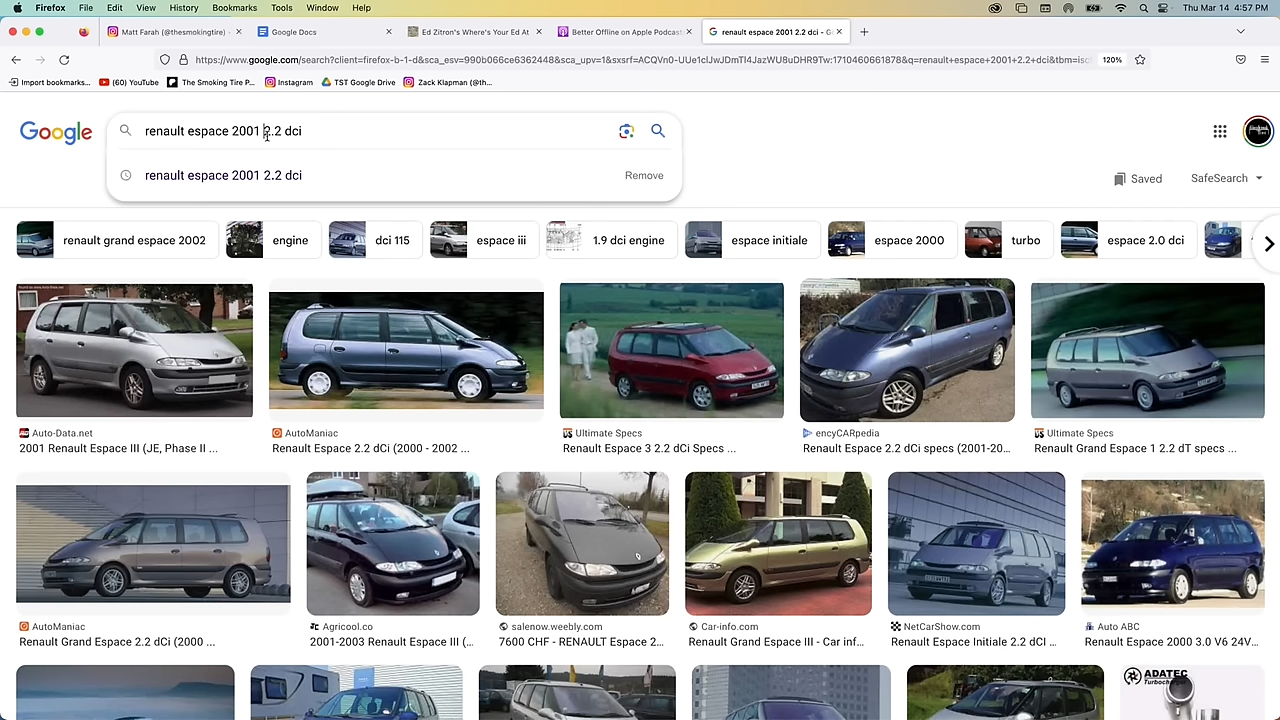 Firefox File Edit View History Bookmarks Tools Window Help Thu Mar 14 4:57 PM
Matt Farah (@thesmokingtire) · Google Docs Ed Zitron's Where's Your Ed At Better Offline on Apple Podcast renault espace 2001 2.2 dci - G
https://www.google.com/search?client=firefox-b-1-d&sca_esv=990b066ce6362448&sca_upv=1&sxsrf=ACQVn0-UUe1clJwJDmTl4JazWU8uDHR9Tw:1710460661878&q=renault+espace+2001+2.2+dci&tbm=isc 120%
Import bookmarks... (60) YouTube The Smoking Tire P... Instagram TST Google Drive Zack Klapman (@th...
Google renault espace 2001 2.2 dci
renault espace 2001 2.2 dci Remove
Saved SafeSearch
renault grand espace 2002 engine dci 115 espace iii 1.9 dci engine espace initiale espace 2000 turbo espace 2.0 dci
Auto-Data.net AutoManiac Ultimate Specs encyCARpedia Ultimate Specs
2001 Renault Espace III (JE, Phase II ... Renault Espace 2.2 dCi (2000 - 2002 ... Renault Espace 3 2.2 dCi Specs ... Renault Espace 2.2 dCi specs (2001-20... Renault Grand Espace 1 2.2 dT specs ...
AutoManiac Agricool.co salenow.weebly.com Car-info.com NetCarShow.com Auto ABC
Renault Grand Espace 2.2 dCi (2000 ... 2001-2003 Renault Espace III (... 7600 CHF - RENAULT Espace 2... Renault Grand Espace III - Car inf... Renault Espace Initiale 2.2 dCI ... Renault Espace 2000 3.0 V6 24V...
ADATEC